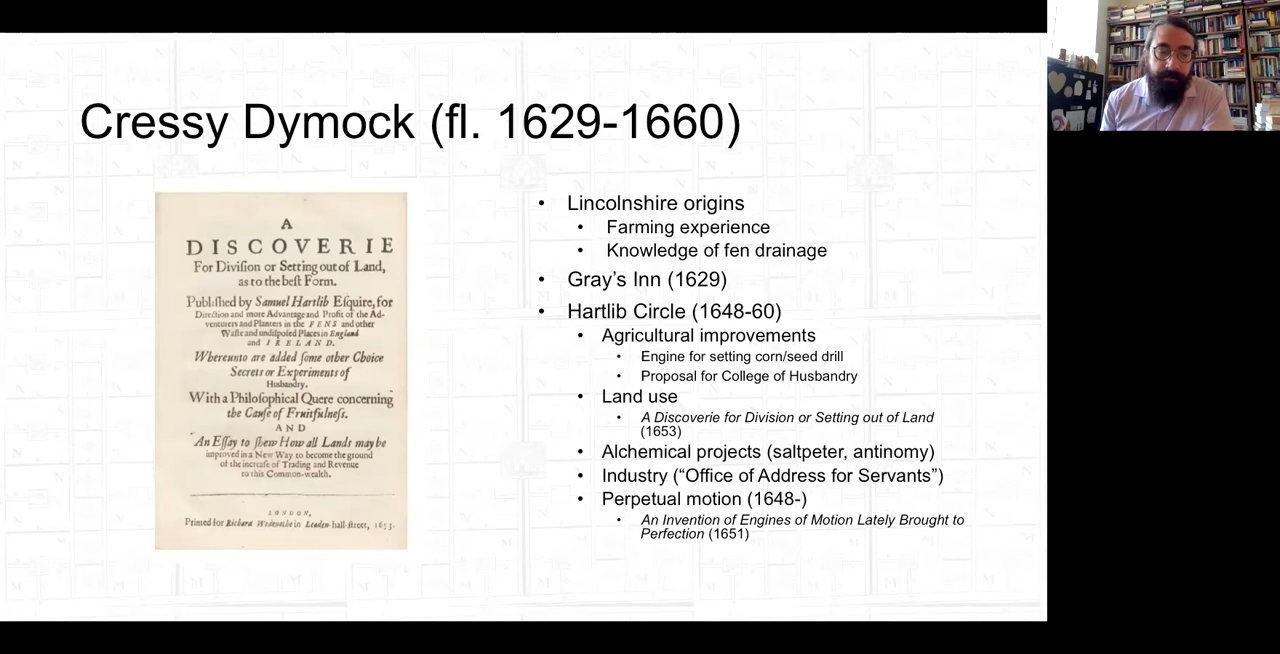 Cressy Dymock (fl. 1629-1660)
A
DISCOVERIE
For Diviſion or Setting out of Land,
as to the beſt Form.
Publiſhed by Samuel Hartlib Eſquire, for
Direction and more Advantage and Profit of the Ad-
venturers and Planters in the FENS and other
Waſte and undiſpoſed Places in England
and IRELAND.
Whereunto are added ſome other Choice
Secrets or Experiments of
Husbandry.
With a Philoſophical Quere concerning
the Cauſe of Fruitfulneſs.
AND
An Eſſay to ſhew How all Lands may be
improved in a New Way to become the ground
of the increaſe of Trading and Revenue
to this Common-wealth.
LONDON,
Printed for Richard Wodenothe in Leaden-hall-ſtreet, 1653.
• Lincolnshire origins
• Farming experience
• Knowledge of fen drainage
• Gray’s Inn (1629)
• Hartlib Circle (1648-60)
• Agricultural improvements
• Engine for setting corn/seed drill
• Proposal for College of Husbandry
• Land use
• A Discoverie for Division or Setting out of Land
(1653)
• Alchemical projects (saltpeter, antinomy)
• Industry (“Office of Address for Servants”)
• Perpetual motion (1648-)
• An Invention of Engines of Motion Lately Brought to
Perfection (1651)